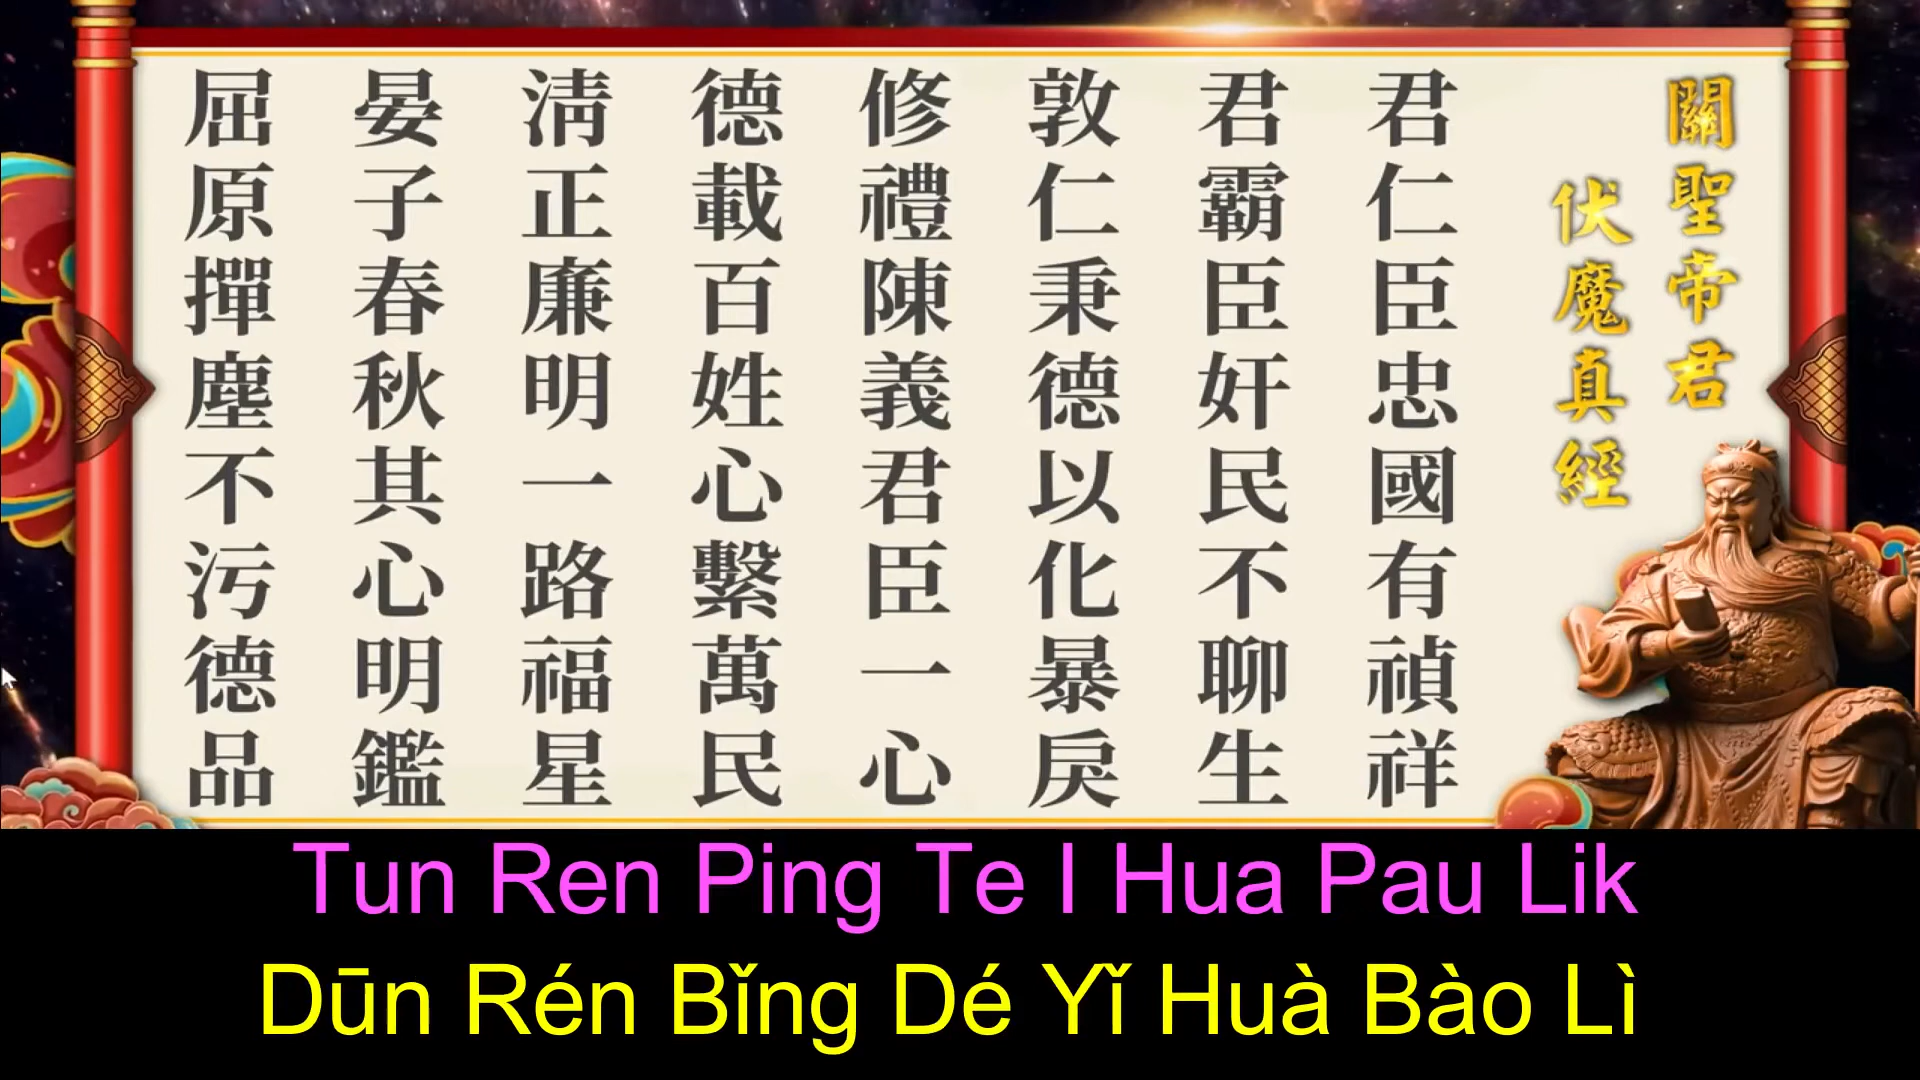 關聖帝君
伏魔真經
君仁臣忠國有禎祥
君霸臣奸民不聊生
敦仁秉德以化暴戾
修禮陳義君臣一心
德載百姓心繫萬民
淸正廉明一路福星
晏子春秋其心明鑑
屈原撣塵不污德品
Tun Ren Ping Te I Hua Pau Lik
Dūn Rén Bǐng Dé Yǐ Huà Bào Lì